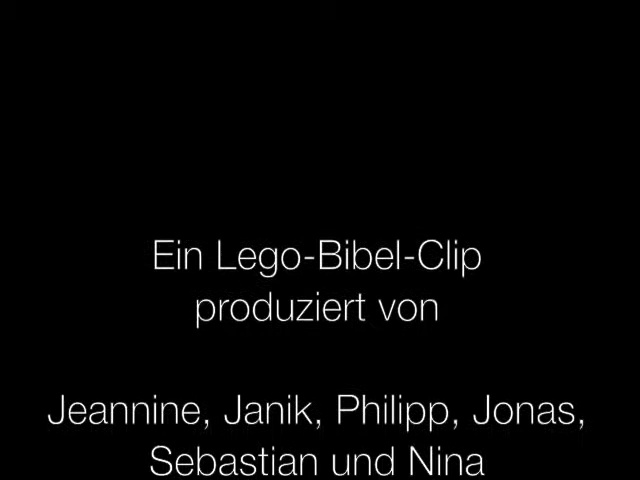 Ein Lego-Bibel-Clip
produziert von
Jeannine, Janik, Philipp, Jonas,
Sebastian und Nina